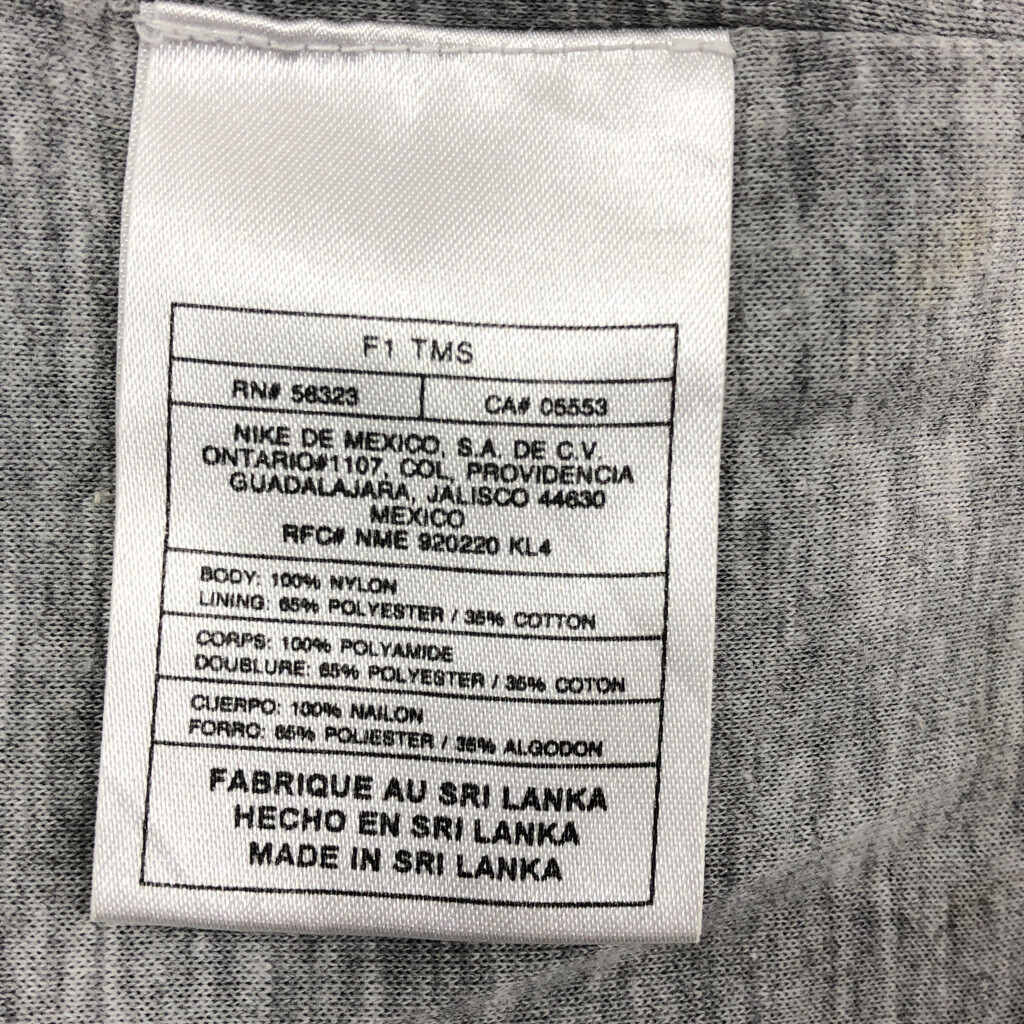 F1 TMS
RN# 56323
CA# 05553
NIKE DE MEXICO, S.A. DE C.V.
ONTARIO#1107, COL, PROVIDENCIA
GUADALAJARA, JALISCO 44630
MEXICO
RFC# NME 920220 KL4
BODY: 100% NYLON
LINING: 65% POLYESTER / 35% COTTON
CORPS: 100% POLYAMIDE
DOUBLURE: 65% POLYESTER / 35% COTON
CUERPO: 100% NAILON
FORRO: 65% POLIESTER / 35% ALGODON
FABRIQUE AU SRI LANKA
HECHO EN SRI LANKA
MADE IN SRI LANKA